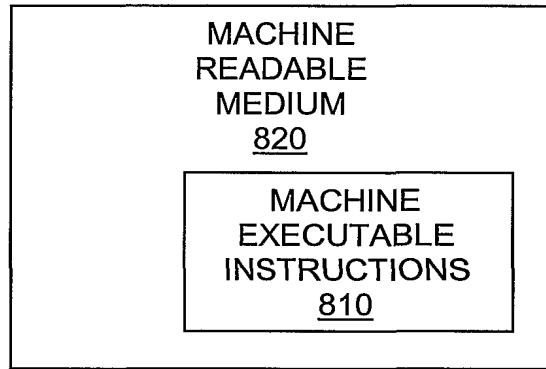 MACHINE
READABLE
MEDIUM
820
MACHINE
EXECUTABLE
INSTRUCTIONS
810